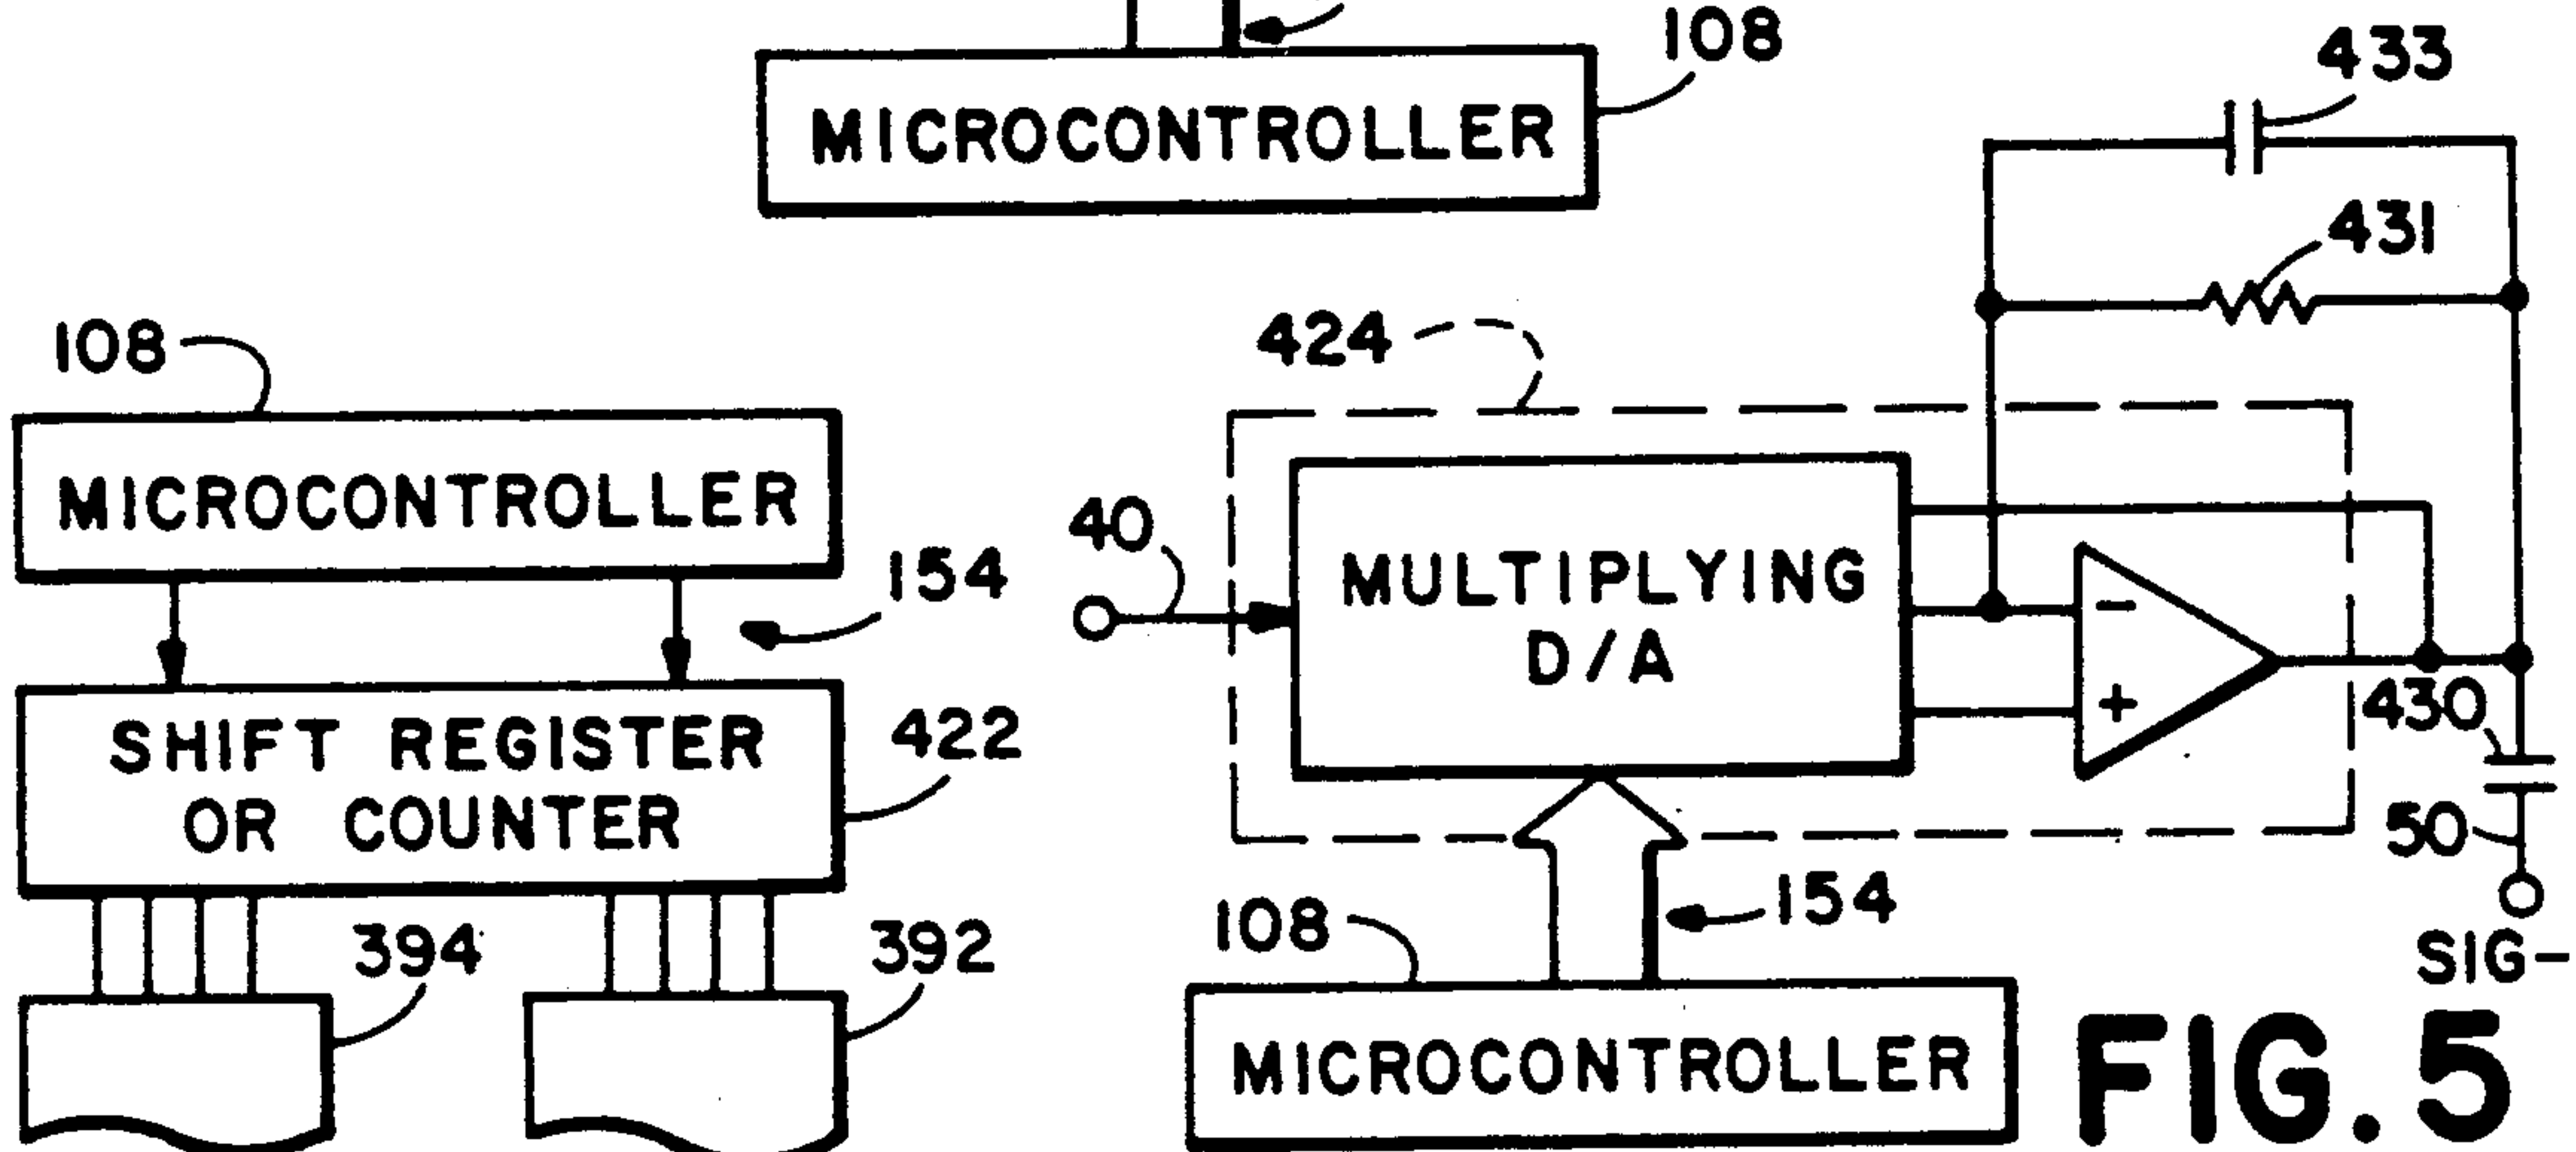 108
MICROCONTROLLER
433
431
108
MICROCONTROLLER
154
SHIFT REGISTER
OR COUNTER
422
394
392
424
40
MULTIPLYING
D/A
−
+
430
50
SIG-
154
108
MICROCONTROLLER
FIG. 5